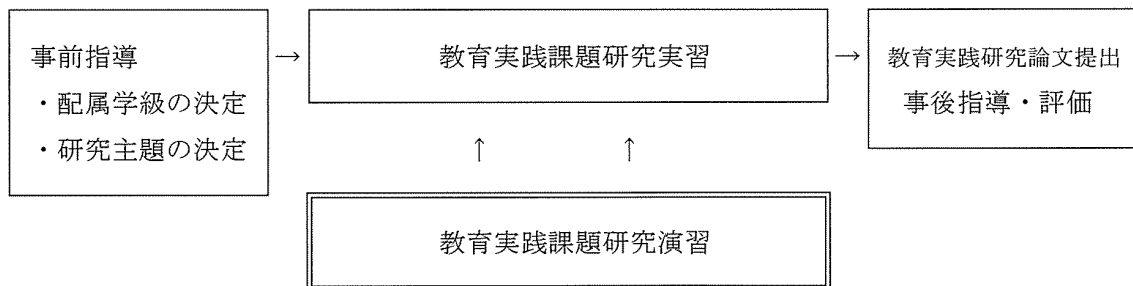 事前指導
・配属学級の決定
・研究主題の決定
→
教育実践課題研究実習
→
教育実践研究論文提出
事後指導・評価
↑ ↑
教育実践課題研究演習